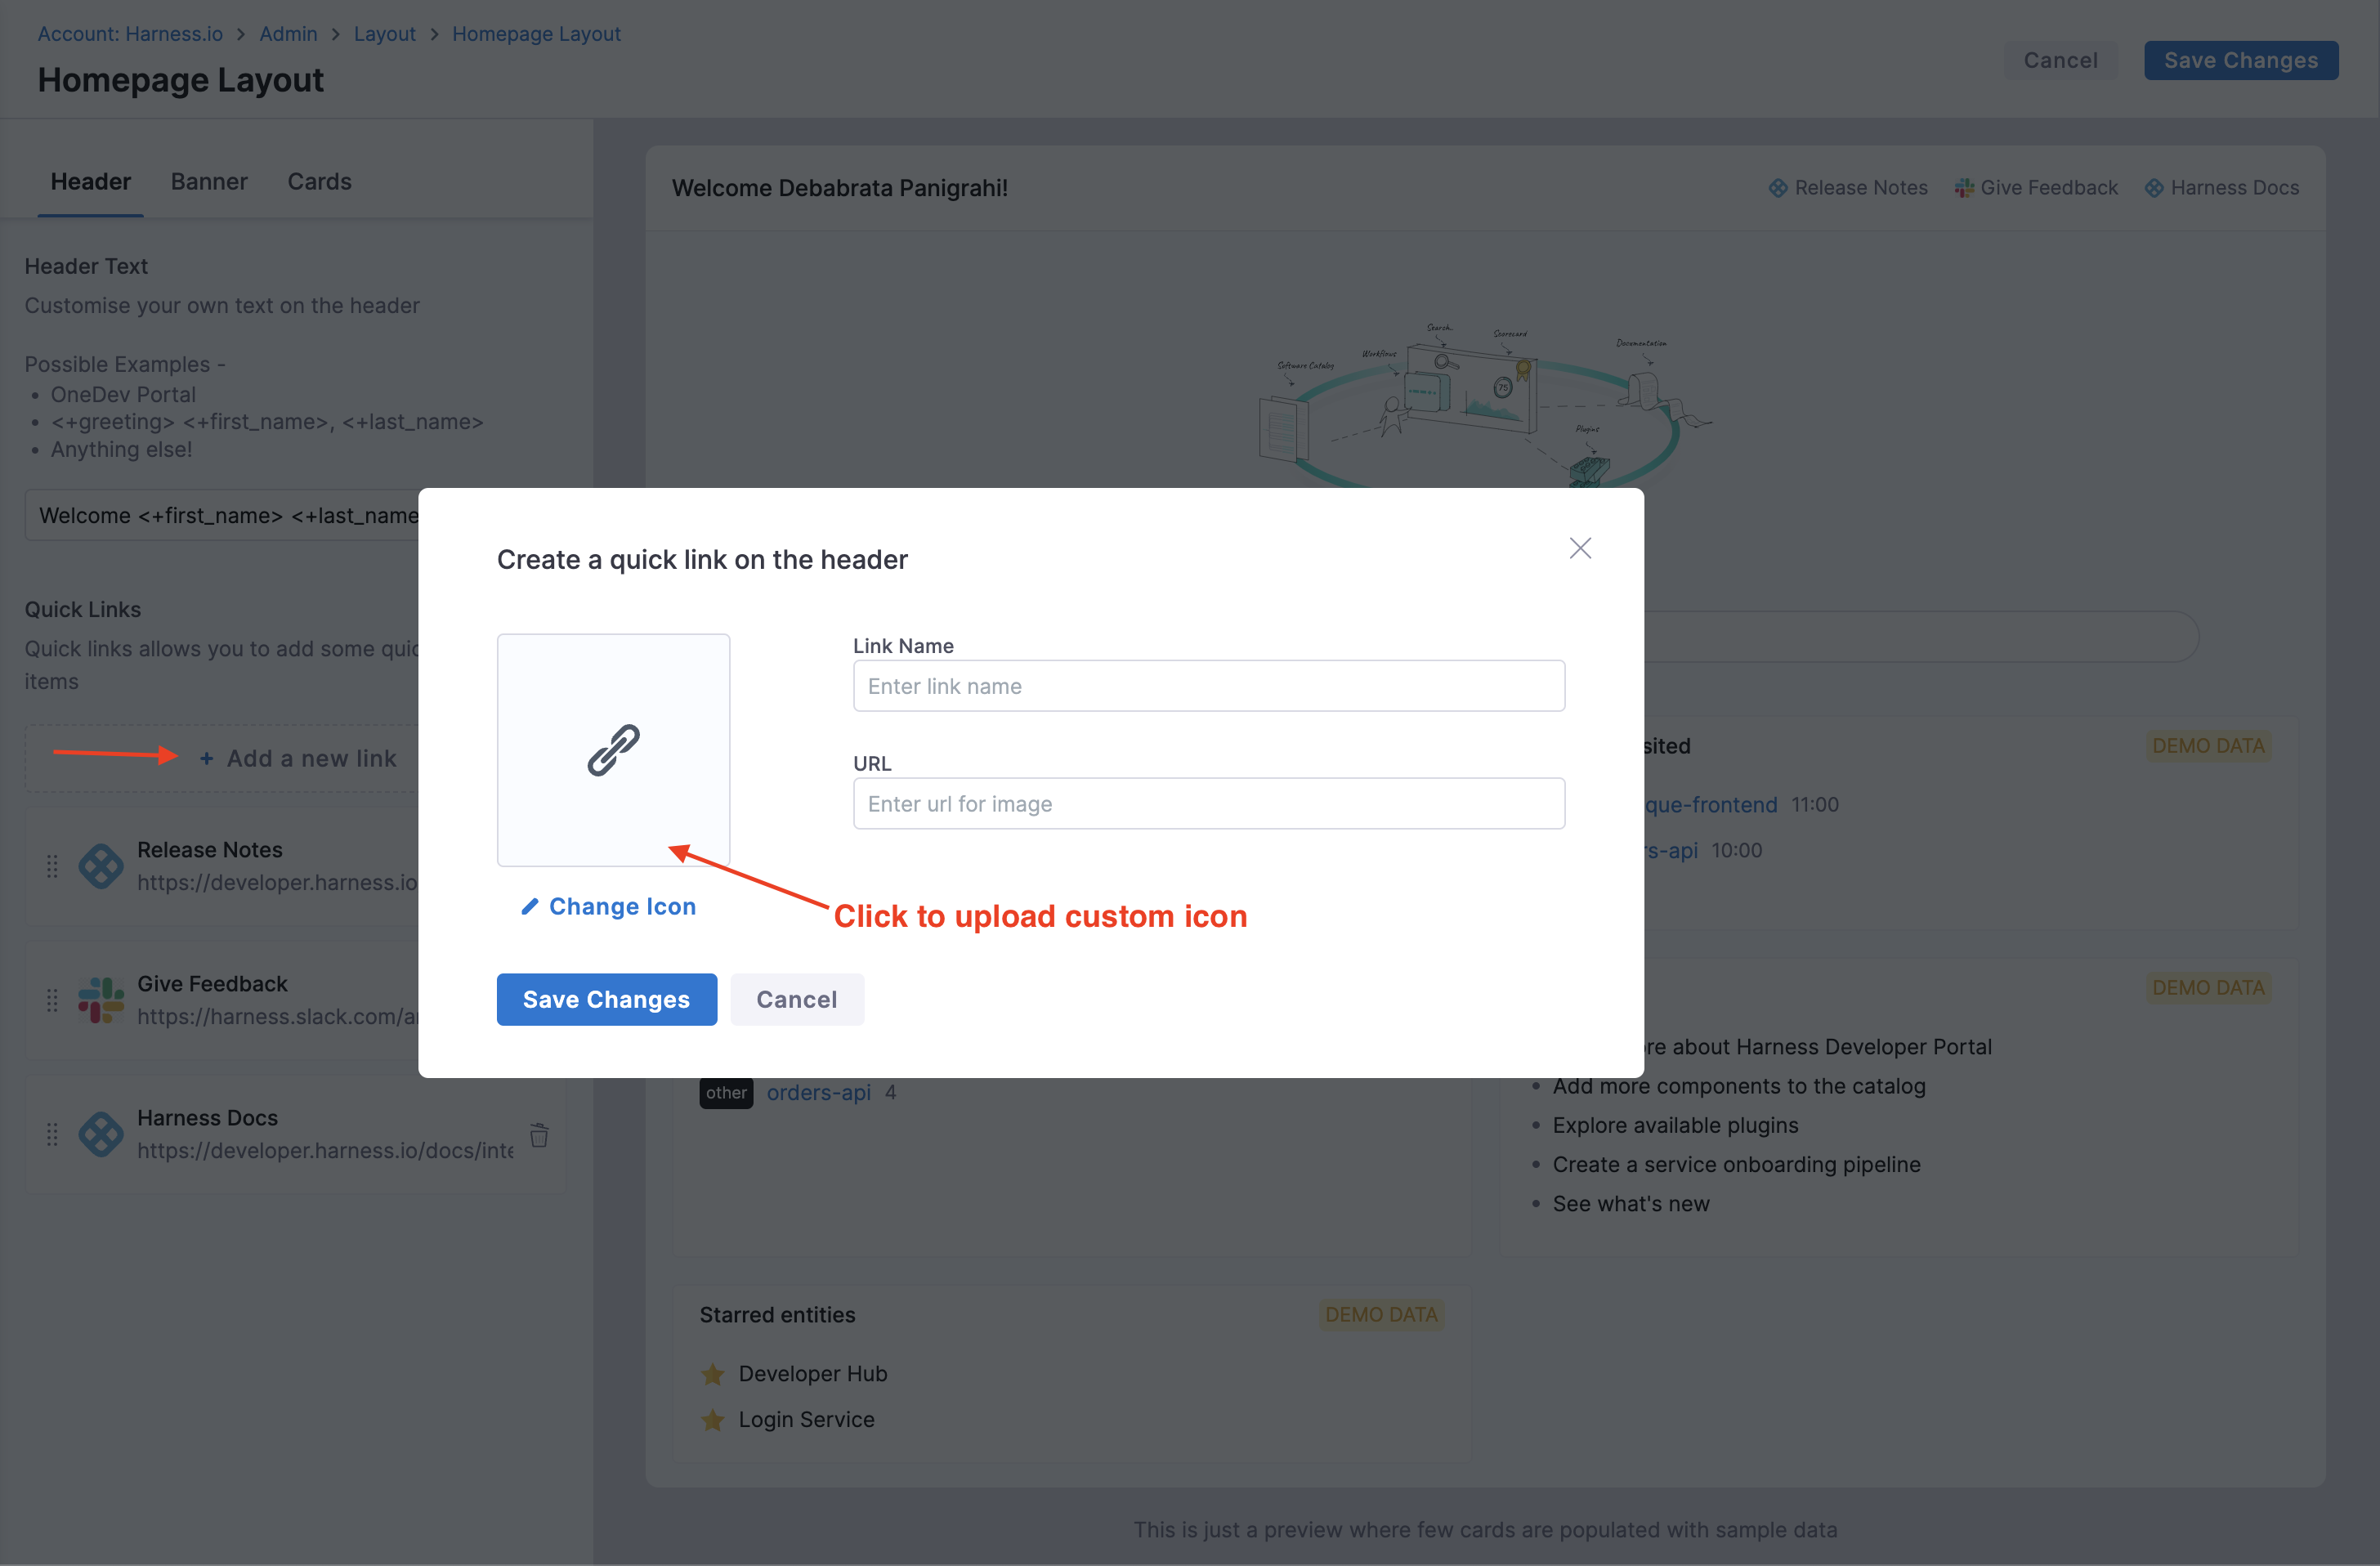 Account: Harness.io > Admin > Layout > Homepage Layout
Homepage Layout
Cancel
Save Changes
Header
Banner
Cards
Header Text
Customise your own text on the header
Possible Examples -
• OneDev Portal
• <+greeting> <+first_name>, <+last_name>
• Anything else!
Welcome <+first_name> <+last_name
Quick Links
Quick links allows you to add some quic
items
+ Add a new link
Release Notes
https://developer.harness.io
Give Feedback
https://harness.slack.com/a
Harness Docs
https://developer.harness.io/docs/inte
Welcome Debabrata Panigrahi!
Release Notes
Give Feedback
Harness Docs
Search..
Scorecard
Documentation
Workflows
Software Catalog
75
Plugins
Create a quick link on the header
Link Name
Enter link name
URL
Enter url for image
Change Icon
Click to upload custom icon
Save Changes
Cancel
sited
DEMO DATA
que-frontend 11:00
rs-api 10:00
DEMO DATA
re about Harness Developer Portal
• Add more components to the catalog
• Explore available plugins
• Create a service onboarding pipeline
• See what's new
other orders-api 4
Starred entities
DEMO DATA
Developer Hub
Login Service
This is just a preview where few cards are populated with sample data